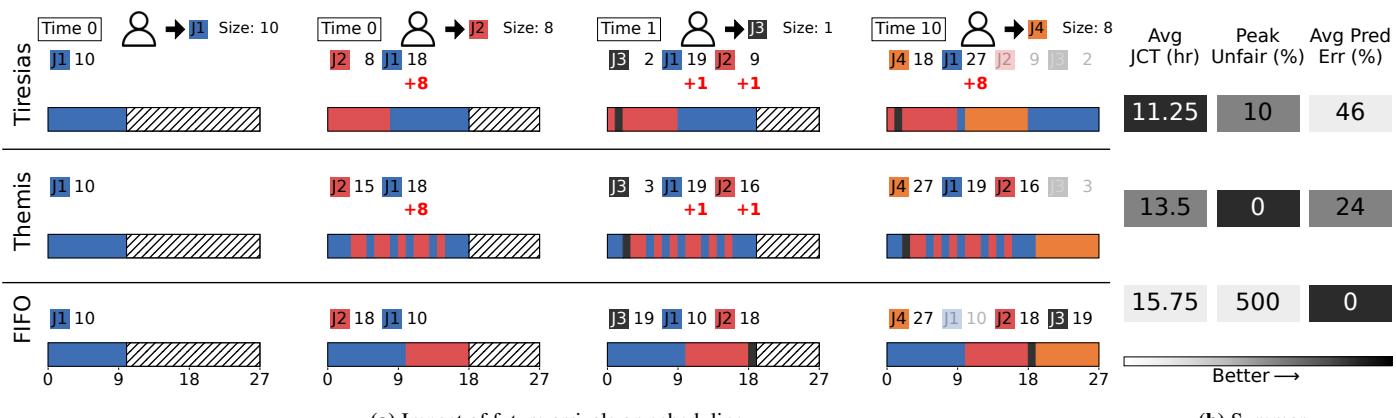 Time 0 J1 Size: 10
Time 0 J2 Size: 8
Time 1 J3 Size: 1
Time 10 J4 Size: 8
Tiresias
J1 10
J2 8 J1 18
+8
J3 2 J1 19 J2 9
+1 +1
J4 18 J1 27 J2 9 J3 2
+8
Themis
J1 10
J2 15 J1 18
+8
J3 3 J1 19 J2 16
+1 +1
J4 27 J1 19 J2 16 J3 3
FIFO
J1 10
J2 18 J1 10
J3 19 J1 10 J2 18
J4 27 J1 10 J2 18 J3 19
0 9 18 27
0 9 18 27
0 9 18 27
0 9 18 27
Avg
JCT (hr)
Peak
Unfair (%)
Avg Pred
Err (%)
11.25 10 46
13.5 0 24
15.75 500 0
Better →